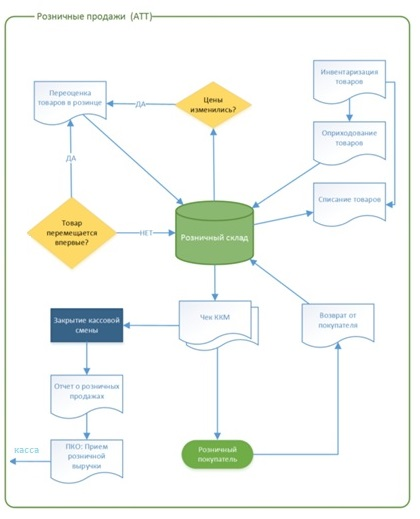 Розничные продажи (АТТ)
Переоценка
товаров в рознице
Цены
изменились?
ДА
Инвентаризация
товаров
Оприходование
товаров
ДА
Списание товаров
Товар
перемещается
впервые?
НЕТ
Розничный склад
Закрытие кассовой
смены
Чек ККМ
Возврат от
покупателя
Отчет о розничных
продажах
касса
ПКО: Прием
розничной
выручки
Розничный
покупатель